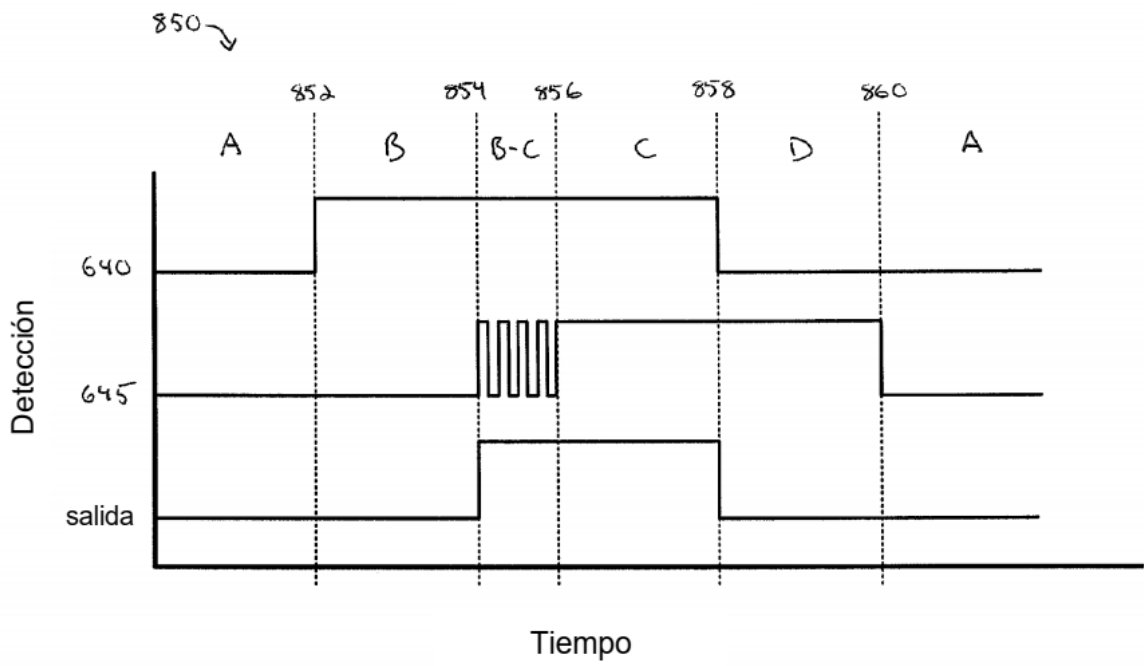 850
852 854 856 858 860
A B B-C C D A
640
645
Detección
salida
Tiempo